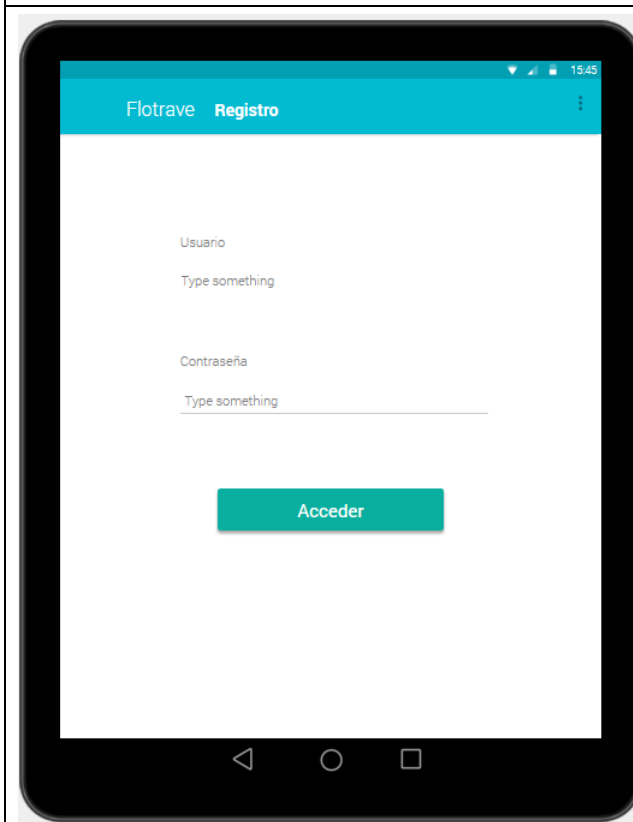 15:45
Flotrave Registro
Usuario
Type something
Contraseña
Type something
Acceder